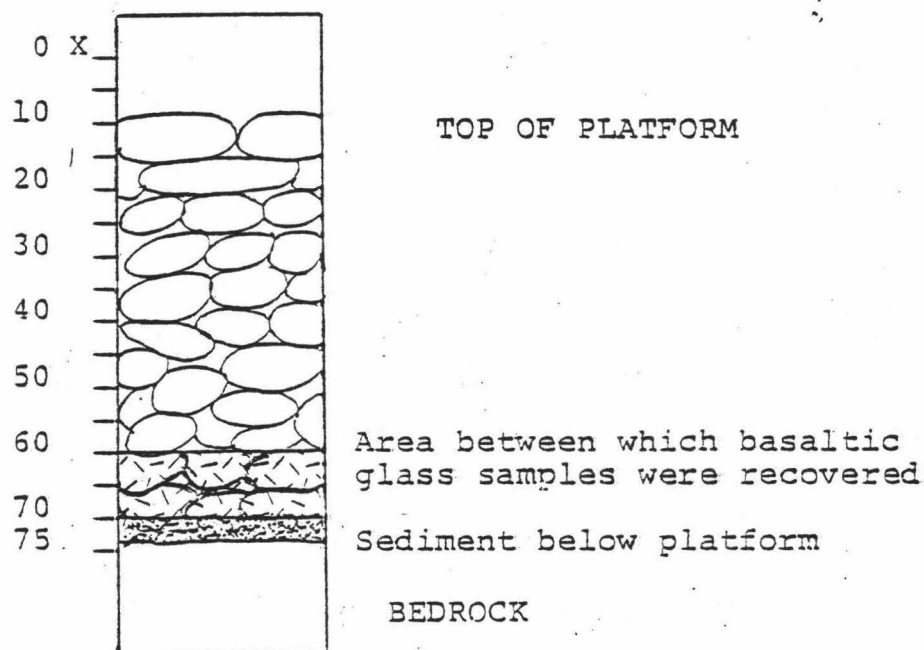 0 X
10
TOP OF PLATFORM
20
30
40
50
60
Area between which basaltic
glass samples were recovered
70
75
Sediment below platform
BEDROCK